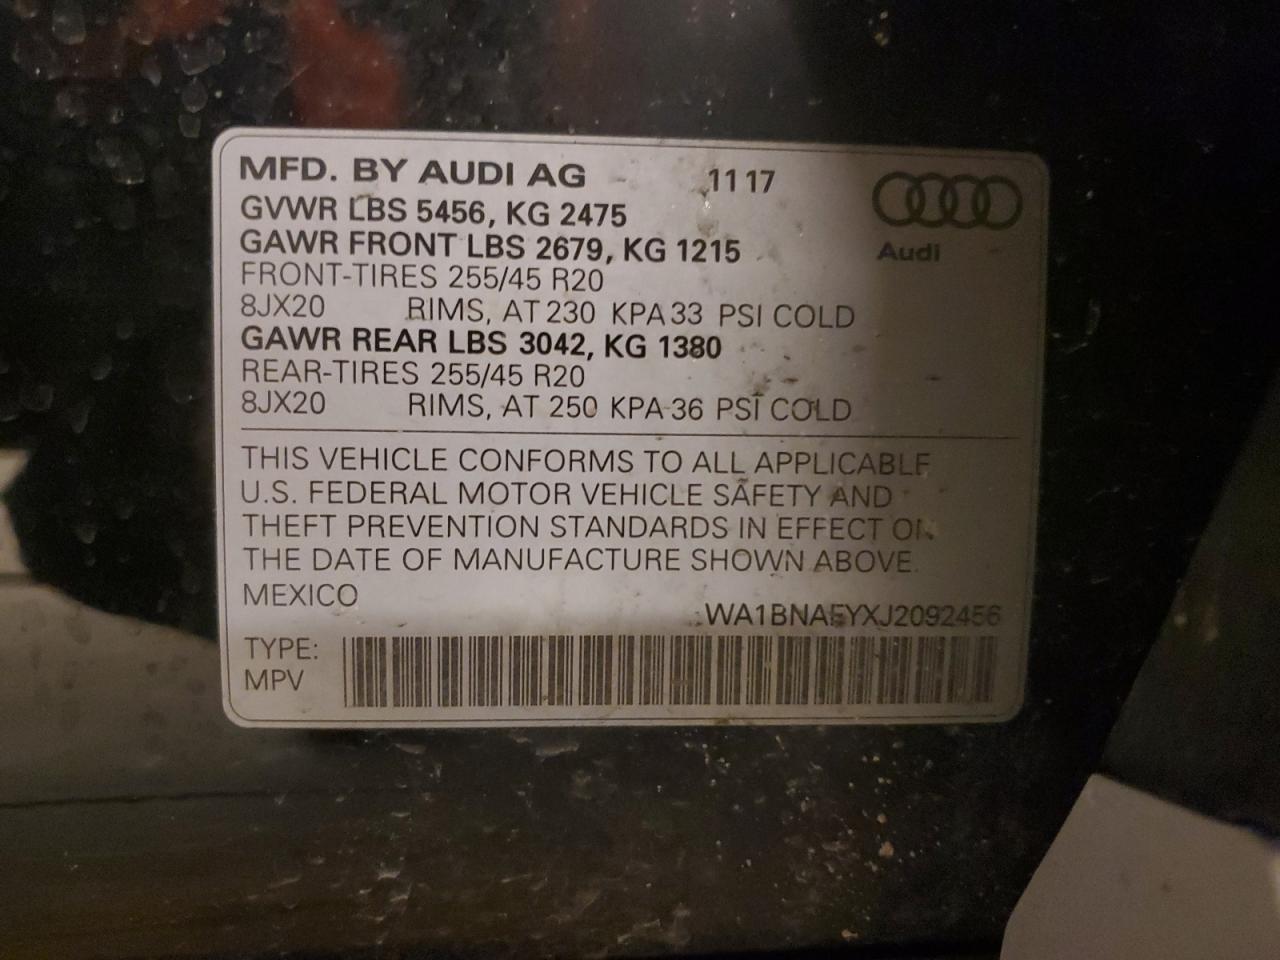 MFD. BY AUDI AG 11 17
GVWR LBS 5456, KG 2475
GAWR FRONT LBS 2679, KG 1215
Audi
FRONT-TIRES 255/45 R20
8JX20 RIMS, AT 230 KPA 33 PSI COLD
GAWR REAR LBS 3042, KG 1380
REAR-TIRES 255/45 R20
8JX20 RIMS, AT 250 KPA 36 PSI COLD
THIS VEHICLE CONFORMS TO ALL APPLICABLE
U.S. FEDERAL MOTOR VEHICLE SAFETY AND
THEFT PREVENTION STANDARDS IN EFFECT ON
THE DATE OF MANUFACTURE SHOWN ABOVE.
MEXICO
WA1BNAFYXJ2092456
TYPE:
MPV